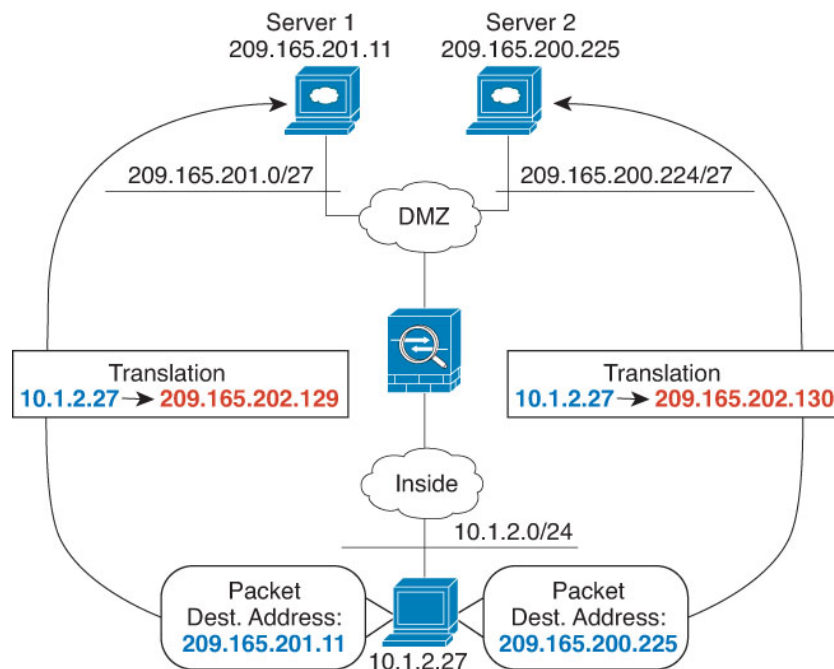 Server 1
209.165.201.11
Server 2
209.165.200.225
209.165.201.0/27
209.165.200.224/27
DMZ
Translation
10.1.2.27 → 209.165.202.129
Translation
10.1.2.27 → 209.165.202.130
Inside
10.1.2.0/24
Packet
Dest. Address:
209.165.201.11
Packet
Dest. Address:
209.165.200.225
10.1.2.27